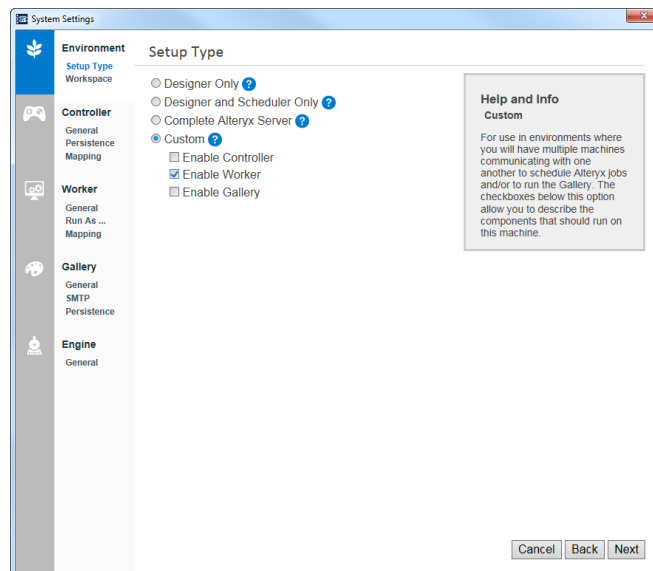 System Settings
Environment
Setup Type
Workspace
Controller
General
Persistence
Mapping
Worker
General
Run As ...
Mapping
Gallery
General
SMTP
Persistence
Engine
General
Setup Type
Designer Only ?
Designer and Scheduler Only ?
Complete Alteryx Server ?
Custom ?
Enable Controller
Enable Worker
Enable Gallery
Help and Info
Custom
For use in environments where
you will have multiple machines
communicating with one
another to schedule Alteryx jobs
and/or to run the Gallery. The
checkboxes below this option
allow you to describe the
components that should run on
this machine.
Cancel Back Next